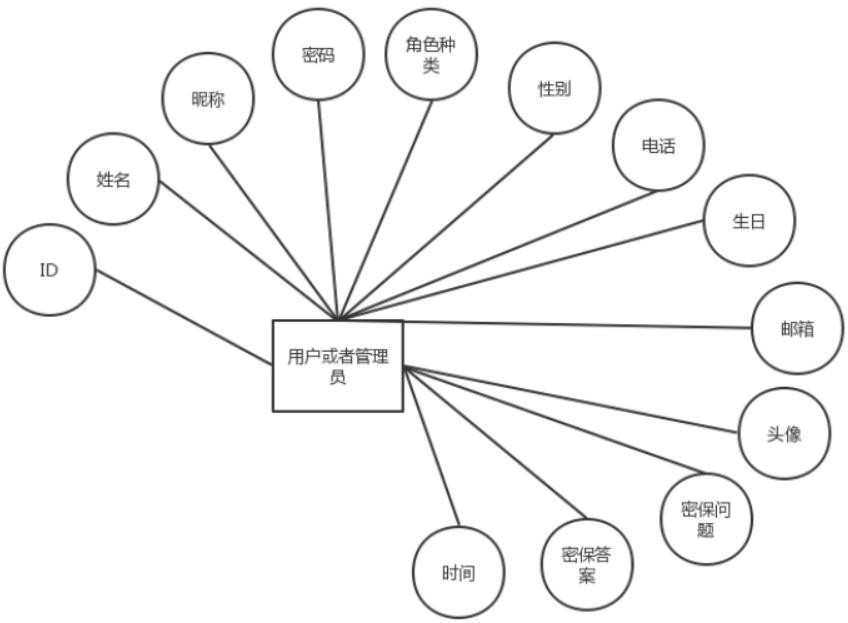 密码
角色种
类
昵称
性别
电话
姓名
生日
ID
邮箱
用户或者管理
员
头像
密保问
题
密保答
案
时间